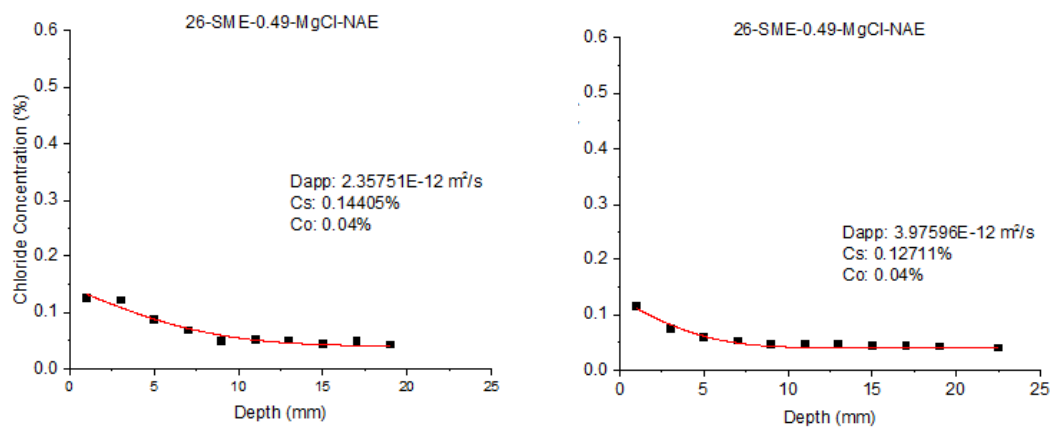 26-SME-0.49-MgCl-NAE
0.6
0.5
0.4
0.3
0.2
0.1
0.0
Chloride Concentration (%)
Dapp: 2.35751E-12 m²/s
Cs: 0.14405%
Co: 0.04%
0 5 10 15 20 25
Depth (mm)
26-SME-0.49-MgCl-NAE
0.6
0.5
0.4
0.3
0.2
0.1
0.0
Dapp: 3.97596E-12 m²/s
Cs: 0.12711%
Co: 0.04%
0 5 10 15 20 25
Depth (mm)